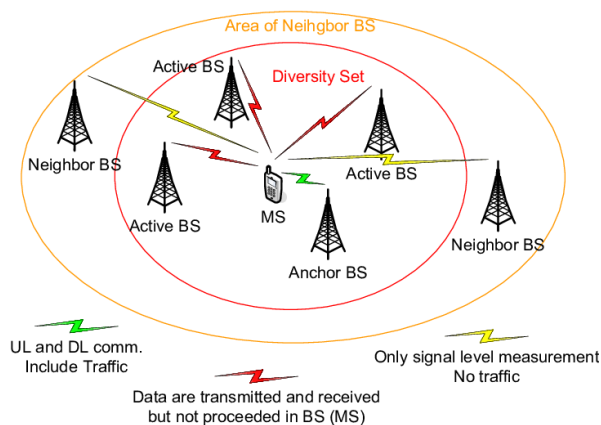 Area of Neihgbor BS
Active BS
Diversity Set
Neighbor BS
Active BS
Active BS
MS
Neighbor BS
Anchor BS
UL and DL comm.
Include Traffic
Only signal level measurement
No traffic
Data are transmitted and received
but not proceeded in BS (MS)